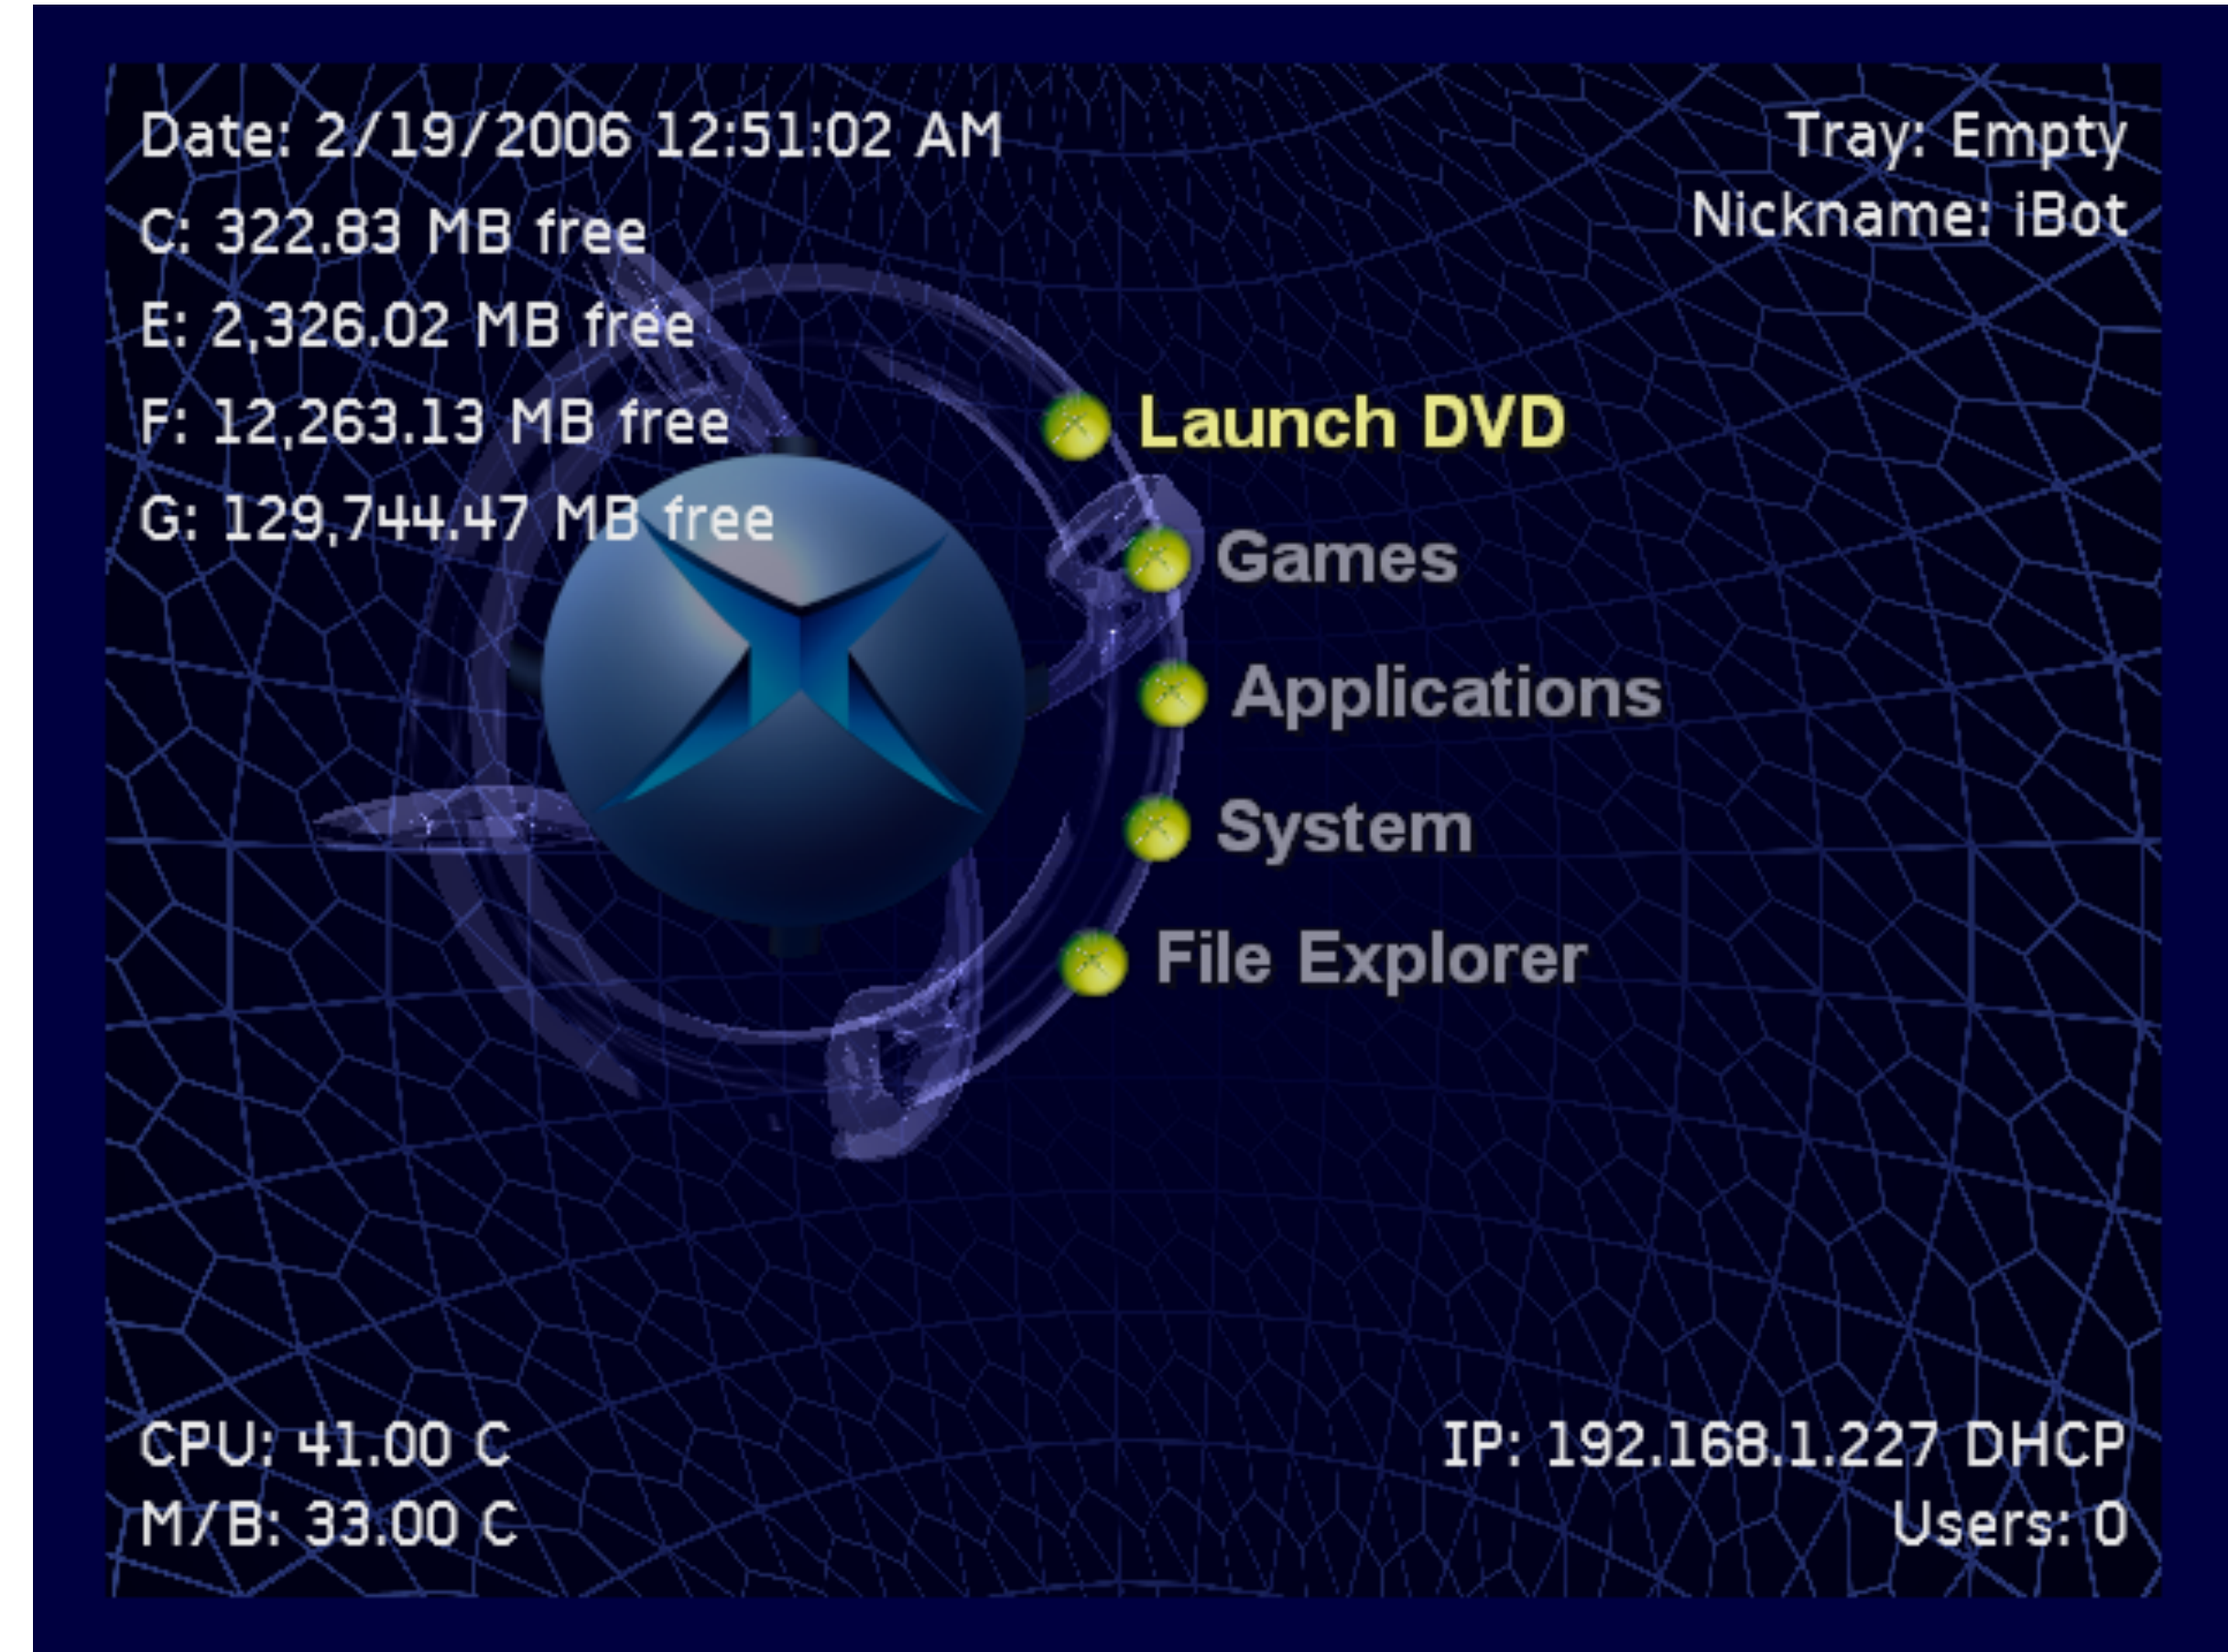 Date: 2/19/2006 12:51:02 AM
Tray: Empty
C: 322.83 MB free
Nickname: iBot
E: 2,326.02 MB free
F: 12,263.13 MB free
G: 129,744.47 MB free
Launch DVD
Games
Applications
System
File Explorer
CPU: 41.00 C
IP: 192.168.1.227 DHCP
M/B: 33.00 C
Users: 0